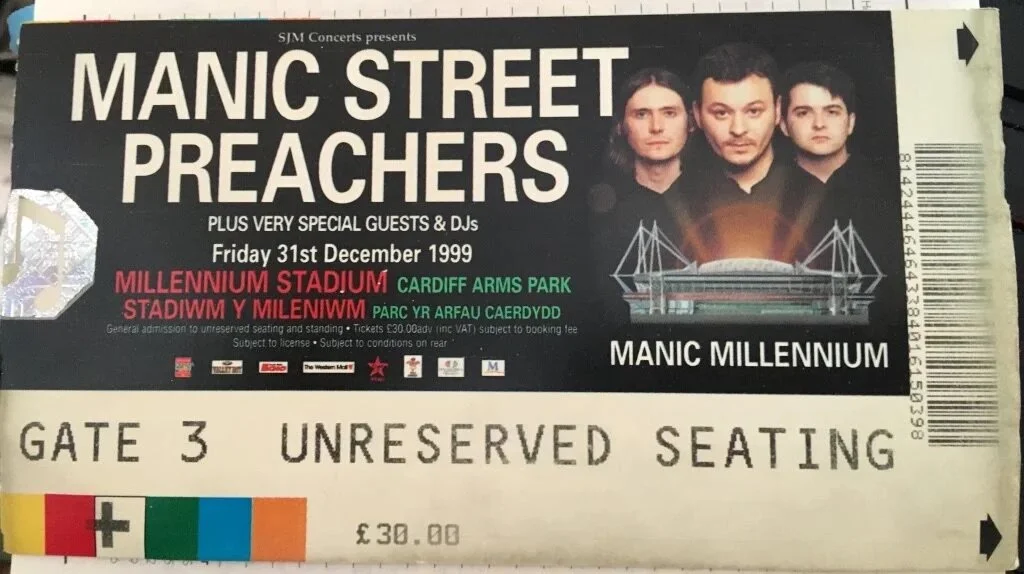 SJM Concerts presents
MANIC STREET
PREACHERS
PLUS VERY SPECIAL GUESTS & DJs
Friday 31st December 1999
MILLENNIUM STADIUM CARDIFF ARMS PARK
STADIWM Y MILENIWM PARC YR ARFAU CAERDYDD
General admission to unreserved seating and standing • Tickets £30.00adv (inc VAT) subject to booking fee
Subject to license • Subject to conditions on rear
The Western Mail
M
MANIC MILLENNIUM
GATE 3 UNRESERVED SEATING
£30.00